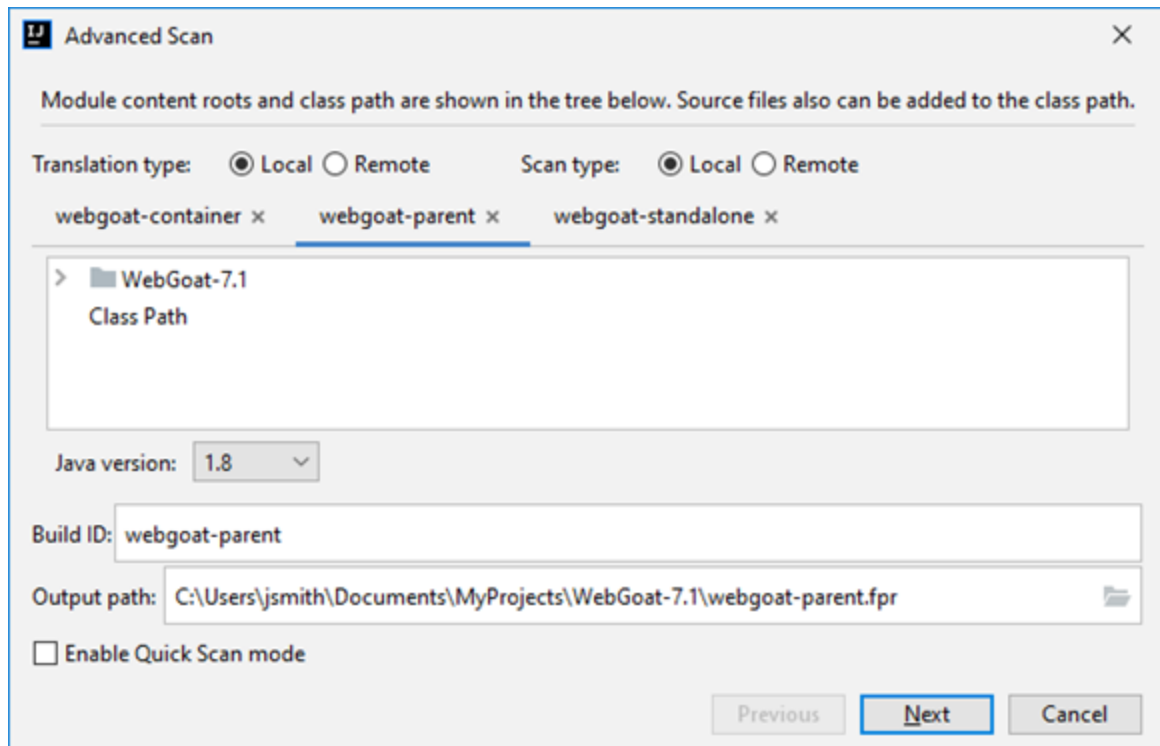 IJ Advanced Scan
Module content roots and class path are shown in the tree below. Source files also can be added to the class path.
Translation type: Local Remote Scan type: Local Remote
webgoat-container × webgoat-parent × webgoat-standalone ×
WebGoat-7.1
Class Path
Java version: 1.8
Build ID: webgoat-parent
Output path: C:\Users\jsmith\Documents\MyProjects\WebGoat-7.1\webgoat-parent.fpr
Enable Quick Scan mode
Previous Next Cancel